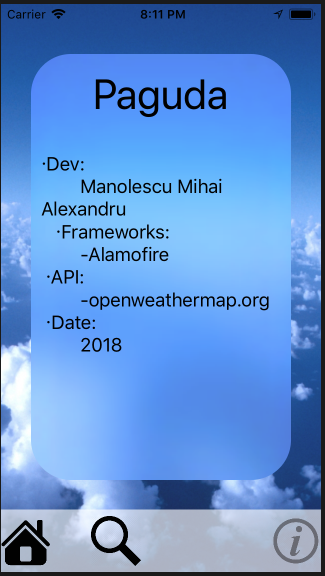 Carrier 8:11 PM
Paguda
·Dev:
Manolescu Mihai
Alexandru
·Frameworks:
-Alamofire
·API:
-openweathermap.org
·Date:
2018
i